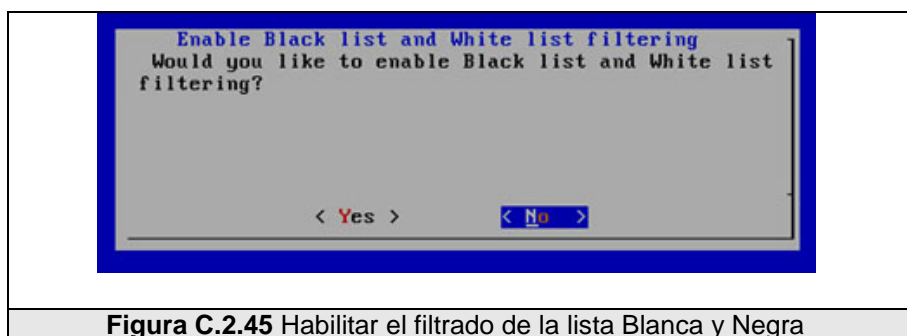 Enable Black list and White list filtering
Would you like to enable Black list and White list
filtering?
< Yes > < No >
Figura C.2.45 Habilitar el filtrado de la lista Blanca y Negra